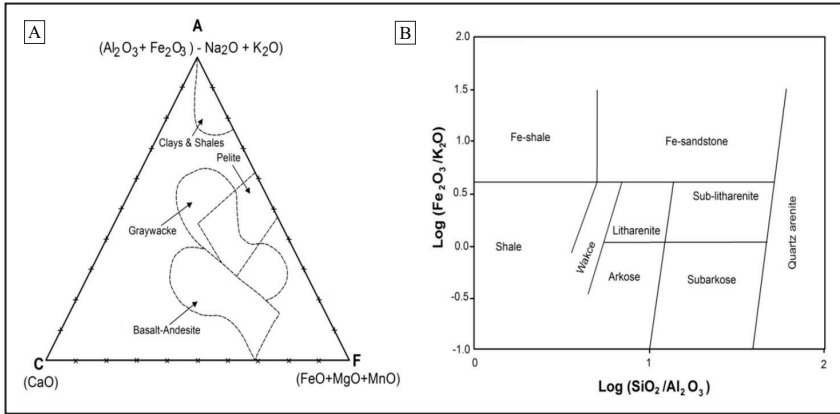 A
A
(Al2O3 + Fe2O3) - Na2O + K2O)
Clays & Shales
Pelite
Graywacke
Basalt-Andesite
C
(CaO)
F
(FeO+MgO+MnO)
B
Log (Fe2O3/K2O)
2.0
1.5
1.0
0.5
0.0
-0.5
-1.0
Fe-shale
Fe-sandstone
Sub-litharenite
Litharenite
Shale
Wakce
Arkose
Subarkose
Quartz arenite
0
1
2
Log (SiO2/Al2O3)